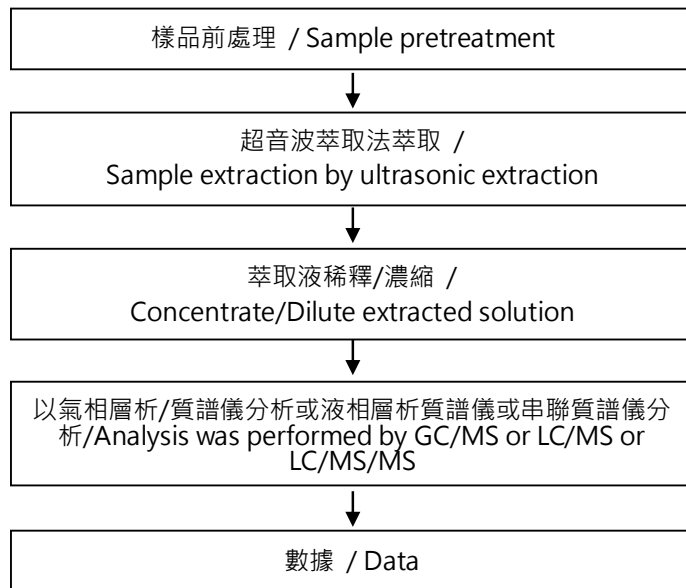 樣品前處理 / Sample pretreatment
超音波萃取法萃取 /
Sample extraction by ultrasonic extraction
萃取液稀釋/濃縮 /
Concentrate/Dilute extracted solution
以氣相層析/質譜儀分析或液相層析質譜儀或串聯質譜儀分
析/Analysis was performed by GC/MS or LC/MS or
LC/MS/MS
數據 / Data